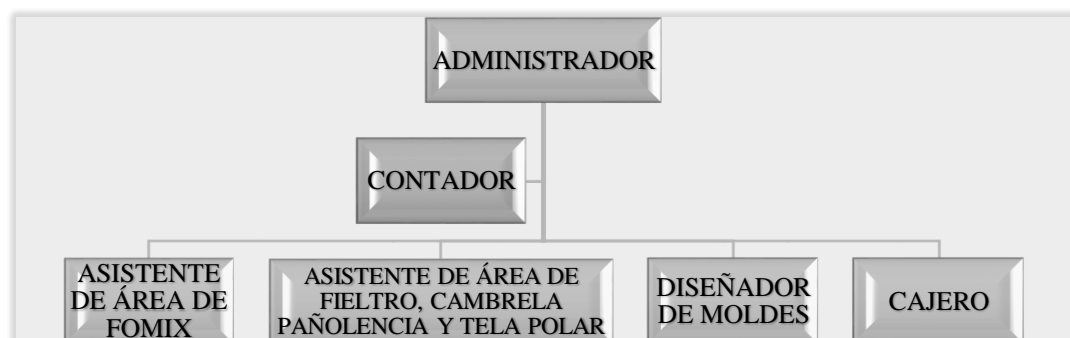 ADMINISTRADOR
CONTADOR
ASISTENTE
DE ÁREA DE
FOMIX
ASISTENTE DE ÁREA DE
FIELTRO, CAMBRELA
PAÑOLENCIA Y TELA POLAR
DISEÑADOR
DE MOLDES
CAJERO